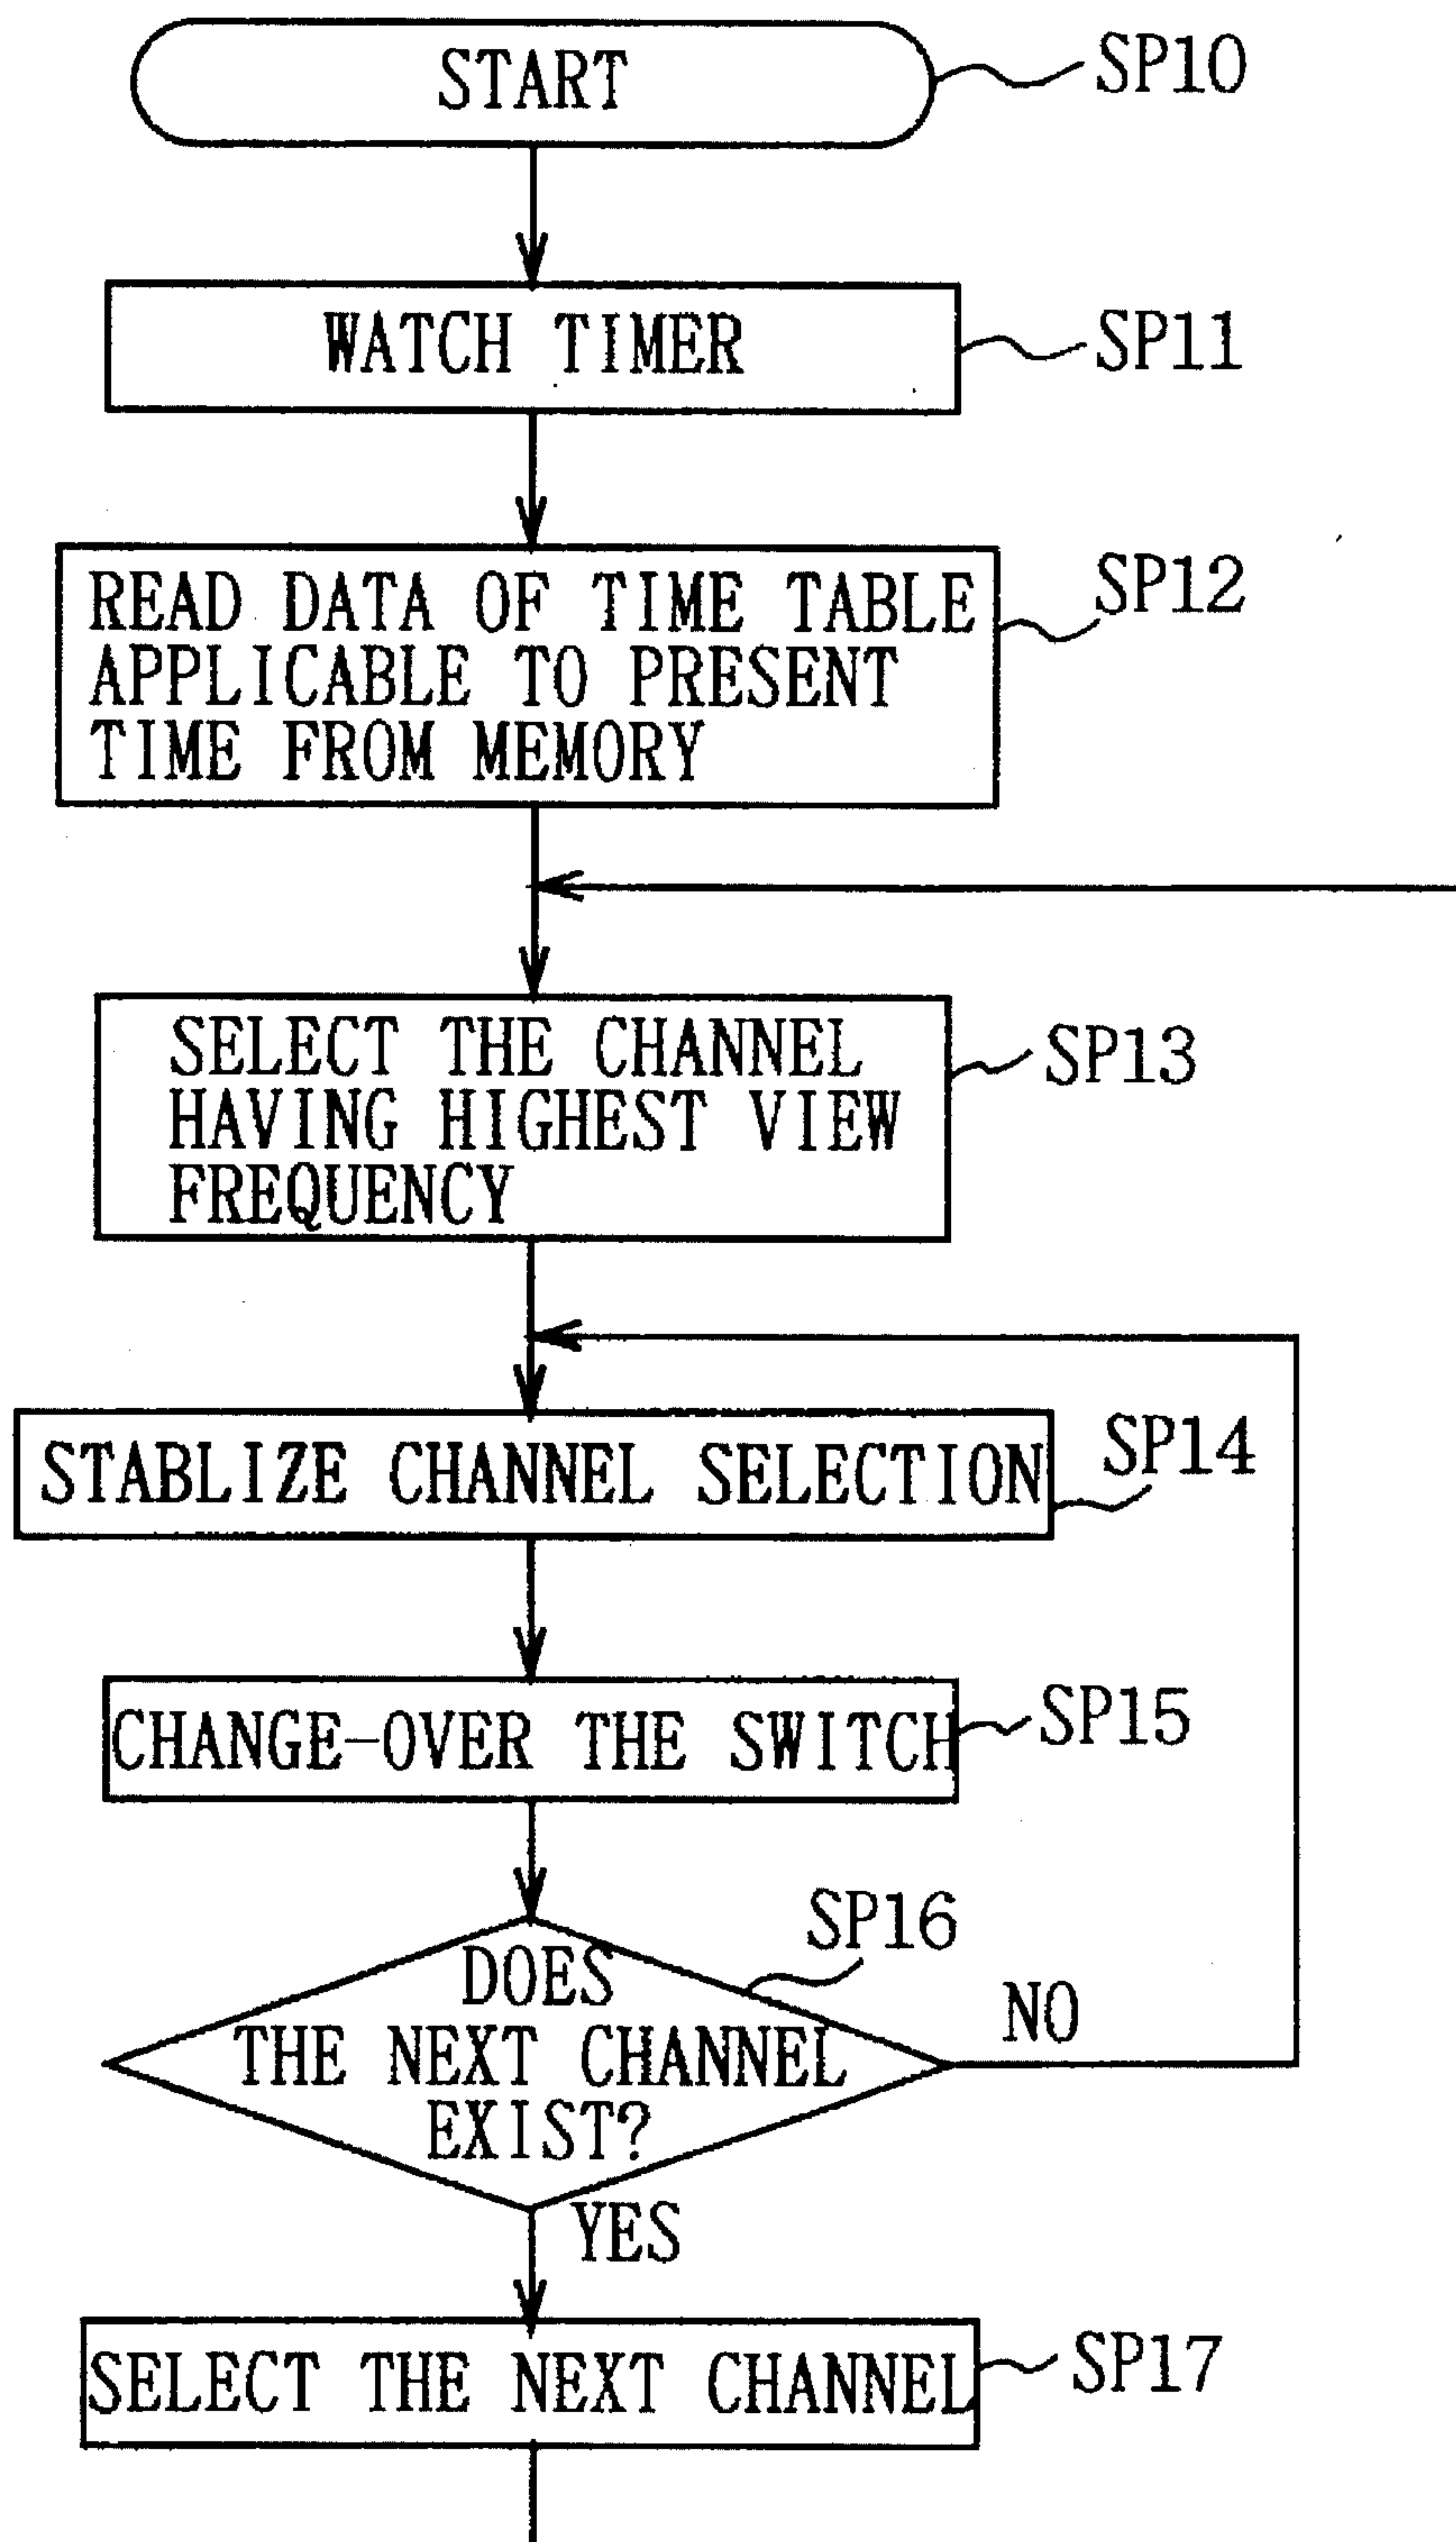 START
SP10
WATCH TIMER
SP11
READ DATA OF TIME TABLE
APPLICABLE TO PRESENT
TIME FROM MEMORY
SP12
SELECT THE CHANNEL
HAVING HIGHEST VIEW
FREQUENCY
SP13
STABLIZE CHANNEL SELECTION
SP14
CHANGE-OVER THE SWITCH
SP15
SP16
DOES
THE NEXT CHANNEL
EXIST?
NO
YES
SELECT THE NEXT CHANNEL
SP17